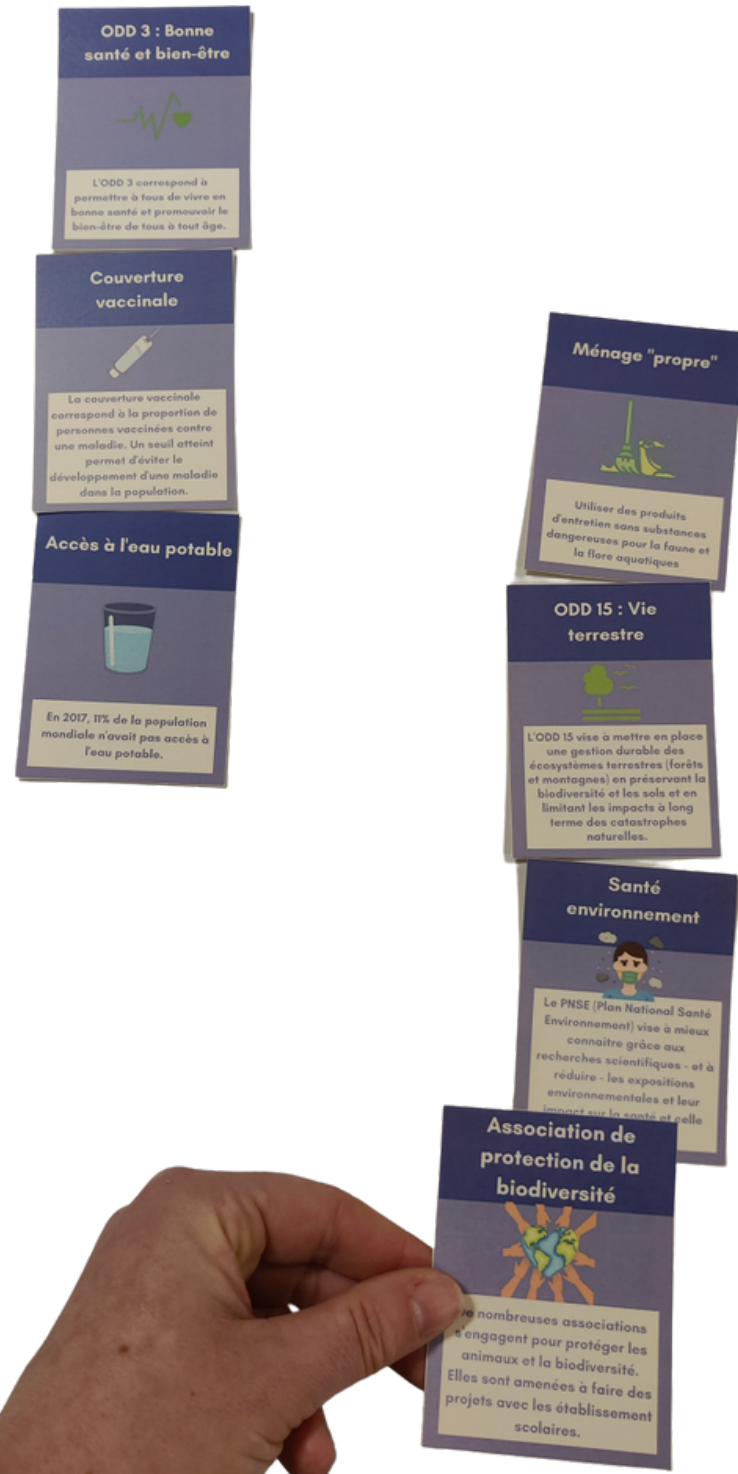 ODD 3 : Bonne
santé et bien-être
L'ODD 3 correspond à
permettre à tous de vivre en
bonne santé et promouvoir le
bien-être de tous à tout âge.
Couverture
vaccinale
La couverture vaccinale
correspond à la proportion de
personnes vaccinées contre
une maladie. Un seuil atteint
permet d'éviter le
développement d'une maladie
dans la population.
Accès à l'eau potable
En 2017, 11% de la population
mondiale n'avait pas accès à
l'eau potable.
Ménage "propre"
Utiliser des produits
d'entretien sans substances
dangereuses pour la faune et
la flore aquatiques
ODD 15 : Vie
terrestre
L'ODD 15 vise à mettre en place
une gestion durable des
écosystèmes terrestres (forêts
et montagnes) en préservant la
biodiversité et les sols et en
limitant les impacts à long
terme des catastrophes
naturelles.
Santé
environnement
Le PNSE (Plan National Santé
Environnement) vise à mieux
connaitre grâce aux
recherches scientifiques - et à
réduire - les expositions
environnementales et leur
impact sur la santé et celle
Association de
protection de la
biodiversité
nombreuses associations
s'engagent pour protéger les
animaux et la biodiversité.
Elles sont amenées à faire des
projets avec les établissement
scolaires.